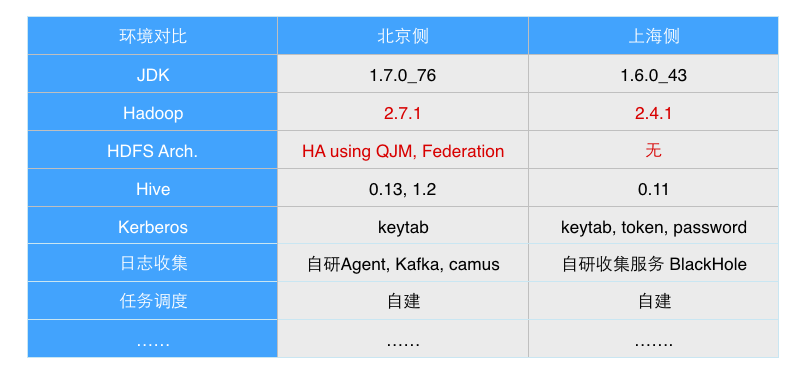 环境对比 北京侧 上海侧
JDK 1.7.0_76 1.6.0_43
Hadoop 2.7.1 2.4.1
HDFS Arch. HA using QJM, Federation 无
Hive 0.13, 1.2 0.11
Kerberos keytab keytab, token, password
日志收集 自研Agent, Kafka, camus 自研收集服务 BlackHole
任务调度 自建 自建
…… …… …….